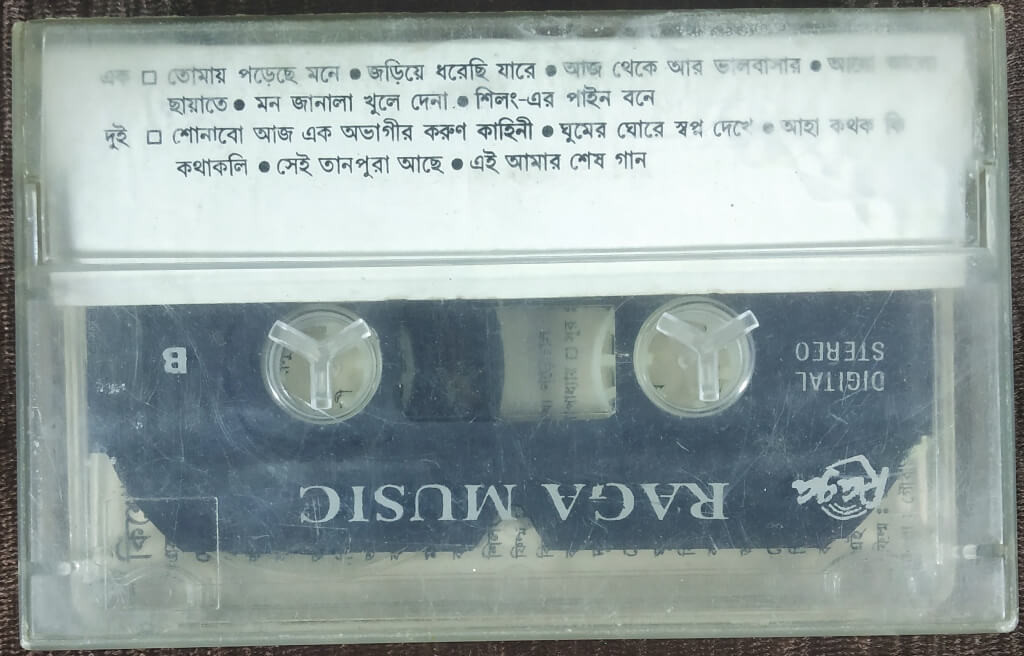 এক □ তোমায় পড়েছে মনে ● জড়িয়ে ধরেছি যারে ● আজ থেকে আর ভালবাসার ●
ছায়াতে ● মন জানালা খুলে দেনা ● শিলং-এর পাইন বনে
দুই □ শোনাবো আজ এক অভাগীর করুণ কাহিনী ● ঘুমের ঘোরে স্বপ্ন দেখে ● আহা কথক কি
কথাকলি ● সেই তানপুরা আছে ● এই আমার শেষ গান
B
DIGITAL
STEREO
RAGA MUSIC
Raga